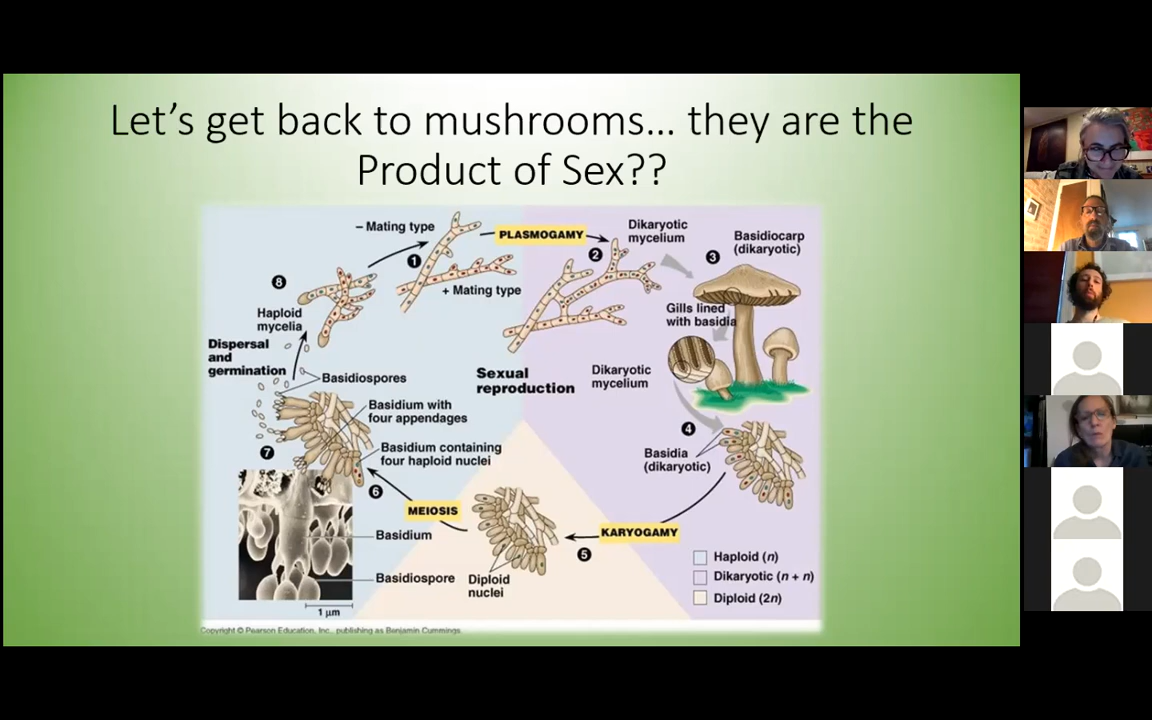 Let's get back to mushrooms... they are the
Product of Sex??
– Mating type
PLASMOGAMY
Dikaryotic
mycelium
Basidiocarp
(dikaryotic)
1
2
3
8
+ Mating type
Haploid
mycelia
Gills lined
with basidia
Dispersal
and
germination
Sexual
reproduction
Dikaryotic
mycelium
Basidiospores
Basidium with
four appendages
4
7
Basidium containing
four haploid nuclei
Basidia
(dikaryotic)
6
MEIOSIS
KARYOGAMY
5
Basidium
Basidiospore
Diploid
nuclei
1 µm
Haploid (n)
Dikaryotic (n + n)
Diploid (2n)
Copyright © Pearson Education, Inc., publishing as Benjamin Cummings.